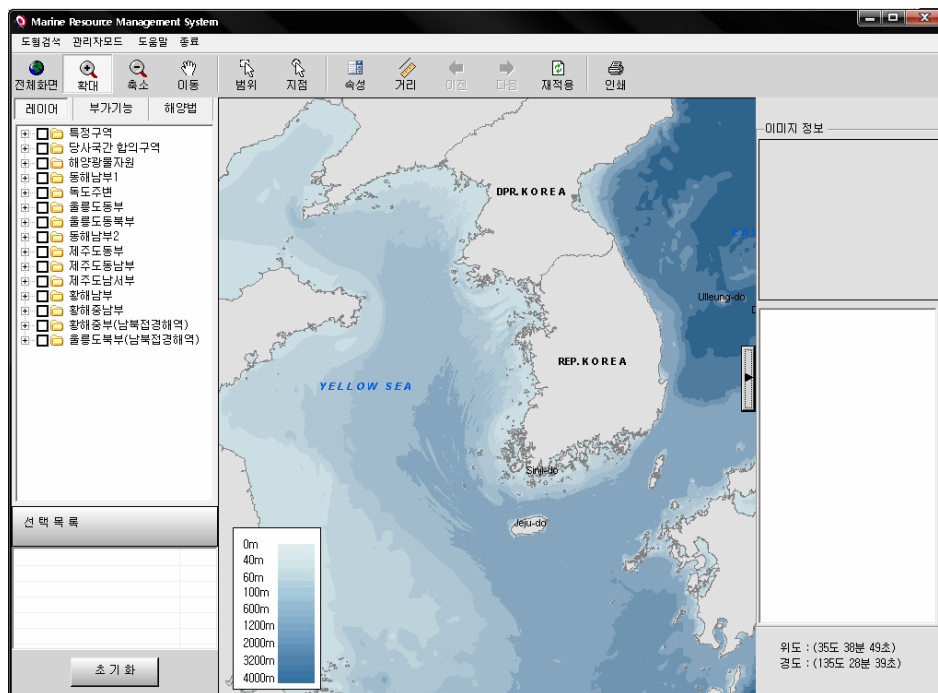 Marine Resource Management System
도형검색 관리자모드 도움말 종료
전체화면 확대 축소 이동 범위 지점 속성 거리 이전 다음 재적용 인쇄
레이어 부가기능 해양법
특정구역
당사국간 합의구역
해양광물자원
동해남부1
독도주변
울릉도동부
울릉도동북부
동해남부2
제주도동부
제주도동남부
제주도남서부
황해남부
황해중남부
황해중부(남북접경해역)
울릉도북부(남북접경해역)
선 택 목 록
초 기 화
DPR. KOREA
EAS
Ulleung-do
D
REP. KOREA
YELLOW SEA
Sinji-do
Jeju-do
0m
40m
60m
100m
600m
1200m
2000m
3200m
4000m
이미지 정보
위도 : (35도 38분 49초)
경도 : (135도 28분 39초)